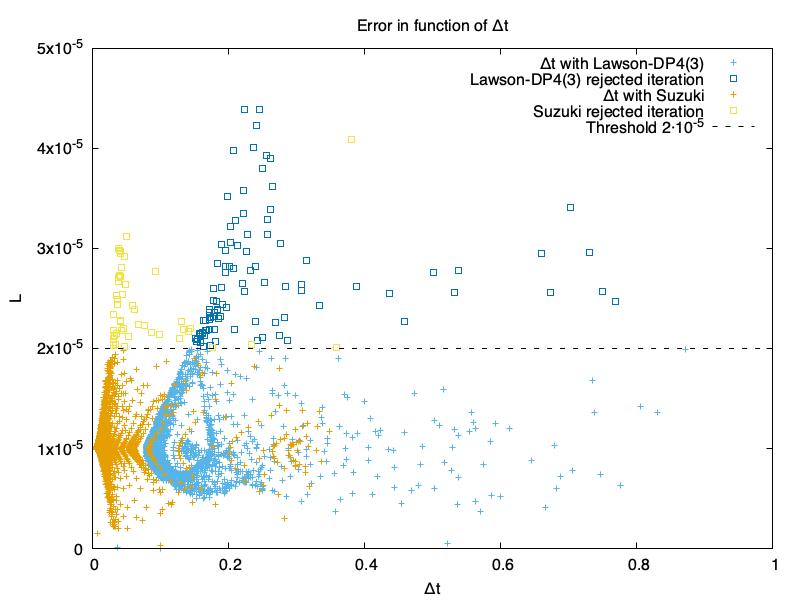 Error in function of Δt
5x10⁻⁵
4x10⁻⁵
3x10⁻⁵
2x10⁻⁵
1x10⁻⁵
0
L
Δt with Lawson-DP4(3)
Lawson-DP4(3) rejected iteration
Δt with Suzuki
Suzuki rejected iteration
Threshold 2·10⁻⁵
0 0.2 0.4 0.6 0.8 1
Δt